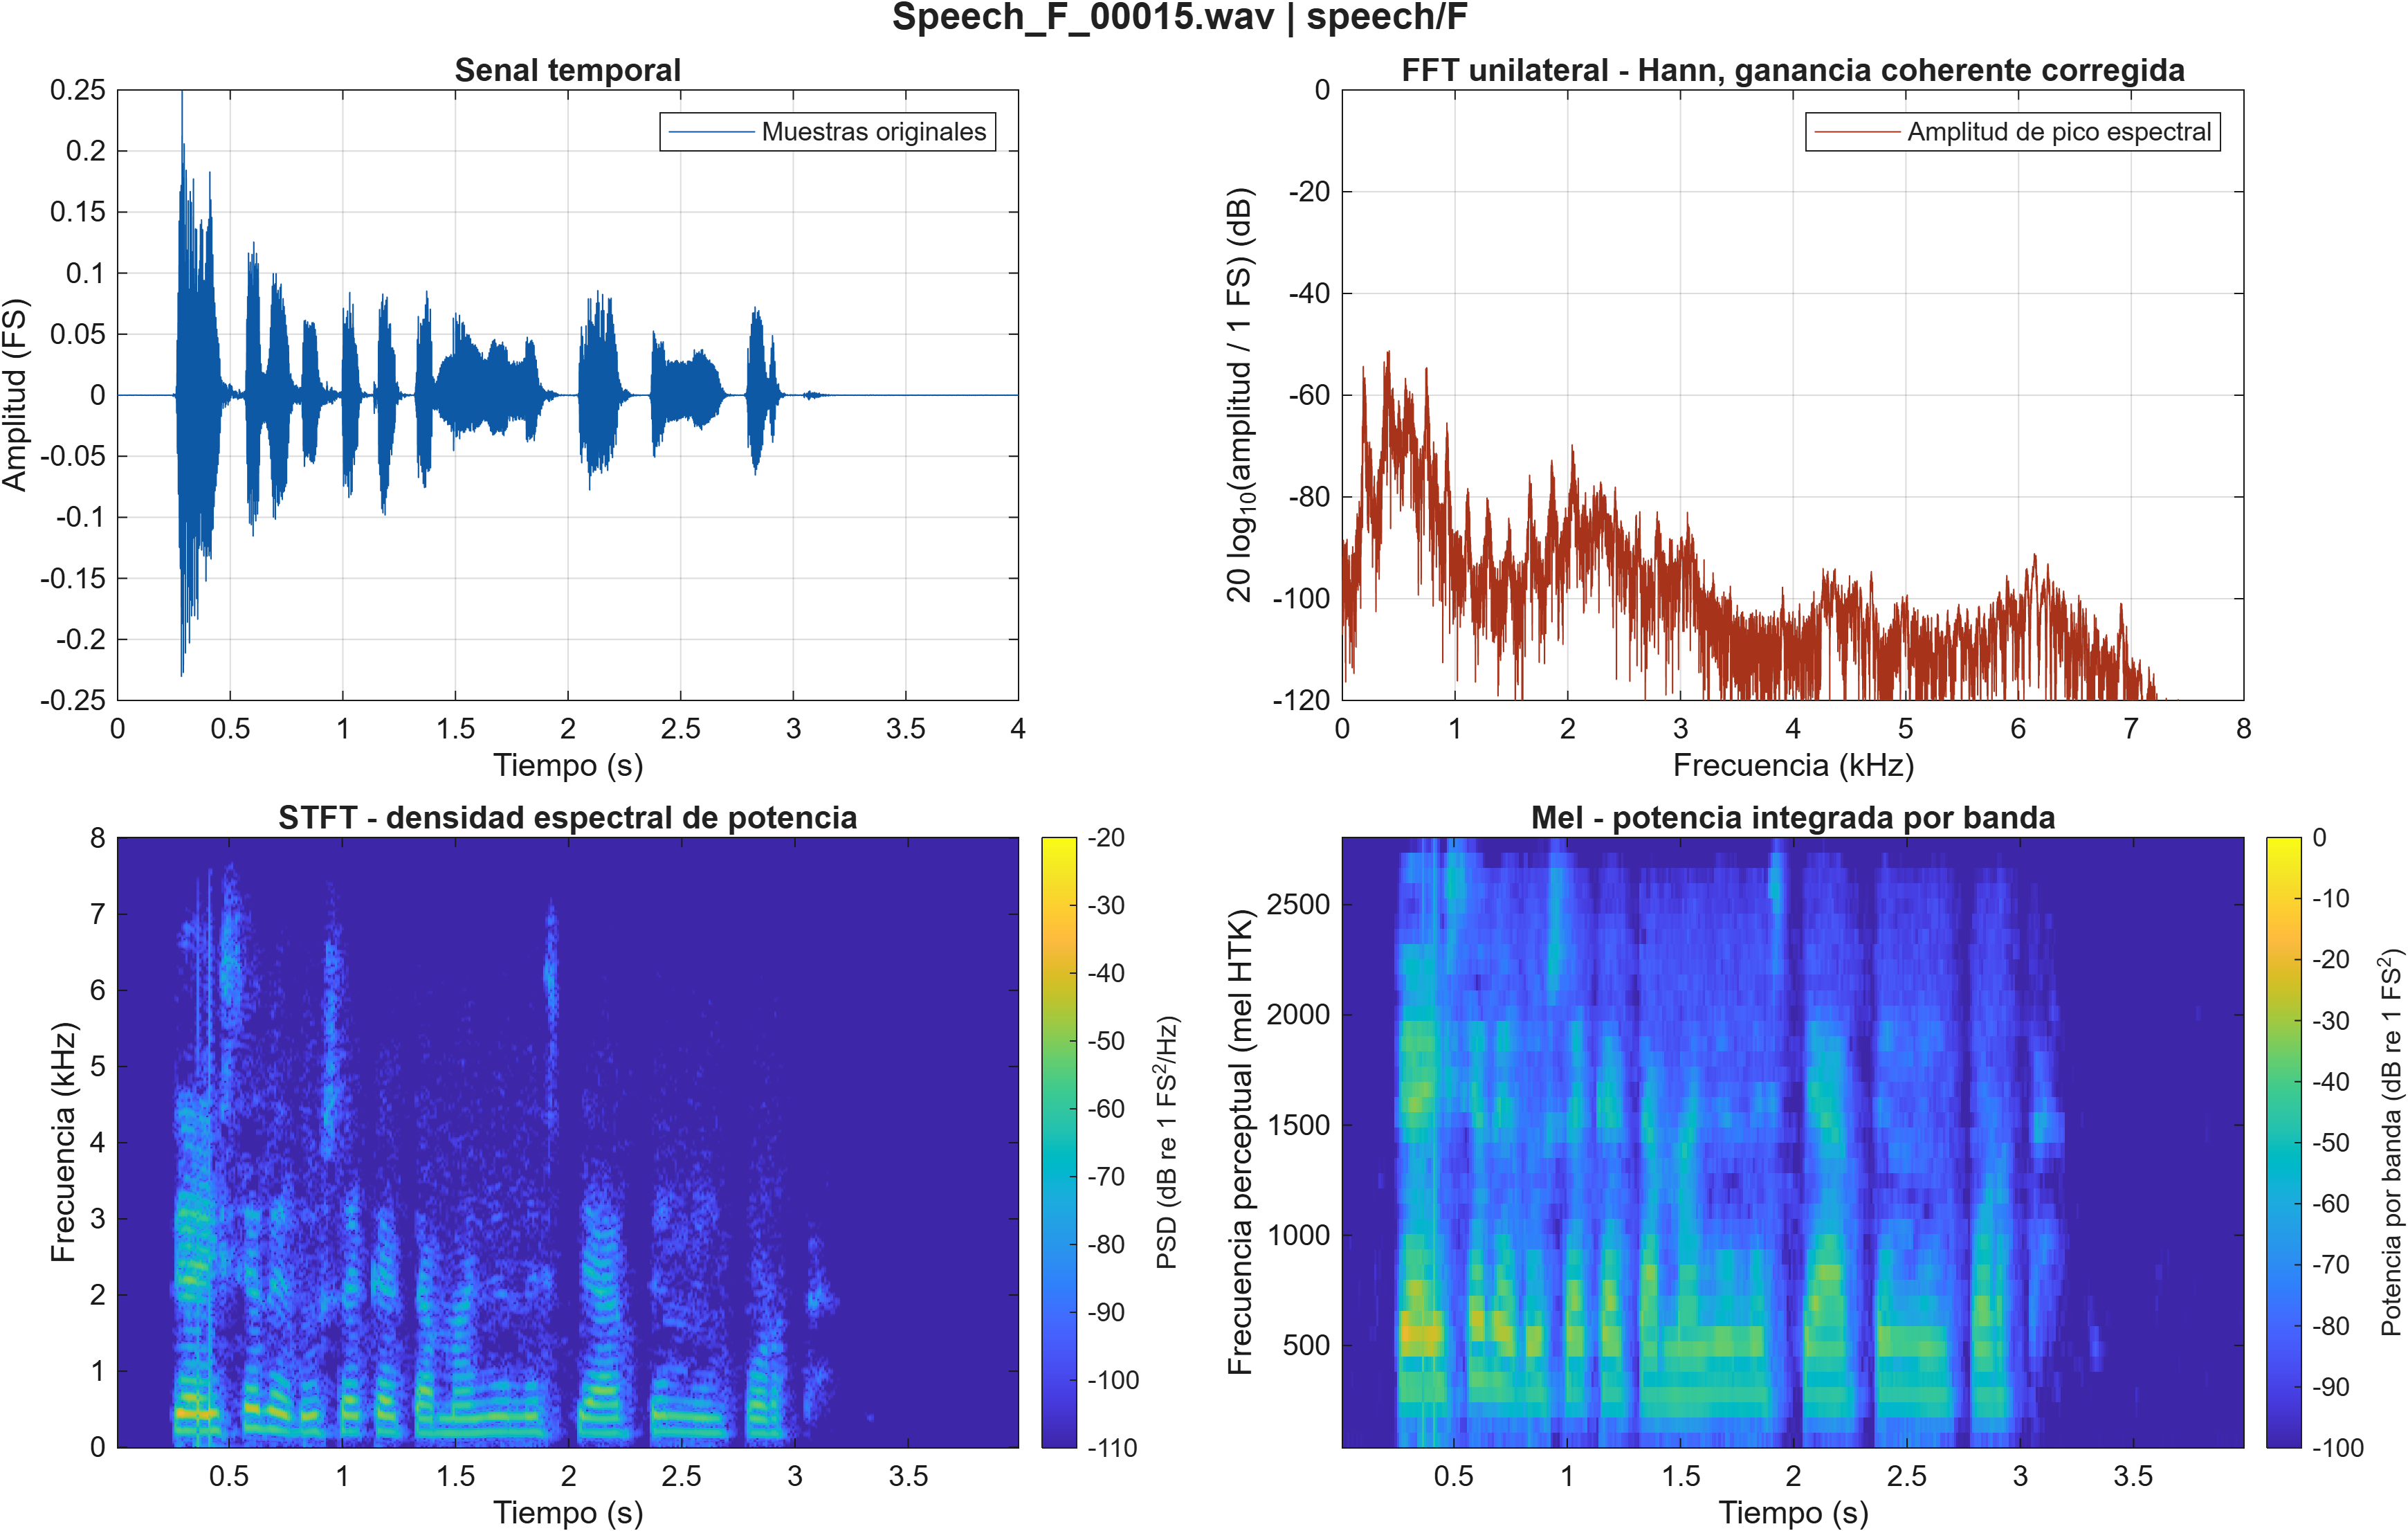 Speech_F_00015.wav | speech/F
Senal temporal
0.25
0.2
0.15
0.1
0.05
0
-0.05
-0.1
-0.15
-0.2
-0.25
Amplitud (FS)
Muestras originales
0 0.5 1 1.5 2 2.5 3 3.5 4
Tiempo (s)
FFT unilateral - Hann, ganancia coherente corregida
0
-20
-40
-60
-80
-100
-120
20 log10(amplitud / 1 FS) (dB)
Amplitud de pico espectral
0 1 2 3 4 5 6 7 8
Frecuencia (kHz)
STFT - densidad espectral de potencia
8
7
6
5
4
3
2
1
0
Frecuencia (kHz)
0.5 1 1.5 2 2.5 3 3.5
Tiempo (s)
-20
-30
-40
-50
-60
-70
-80
-90
-100
-110
PSD (dB re 1 FS²/Hz)
Mel - potencia integrada por banda
2500
2000
1500
1000
500
Frecuencia perceptual (mel HTK)
0.5 1 1.5 2 2.5 3 3.5
Tiempo (s)
0
-10
-20
-30
-40
-50
-60
-70
-80
-90
-100
Potencia por banda (dB re 1 FS²)